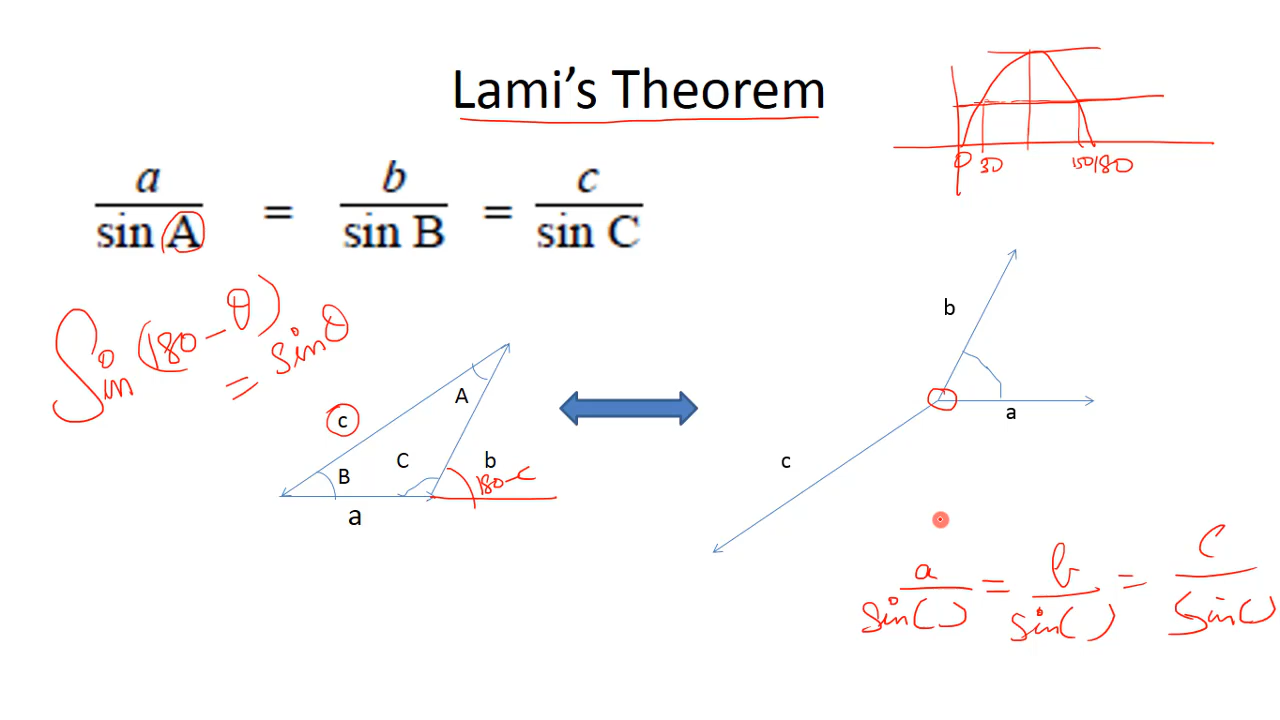 Lami's Theorem
a/sin A = b/sin B = c/sin C
0 30 150 180
sin(180-θ) = sinθ
A
c
B
C
b
180-C
a
b
a
c
a/sin( ) = b/sin( ) = c/sin( )